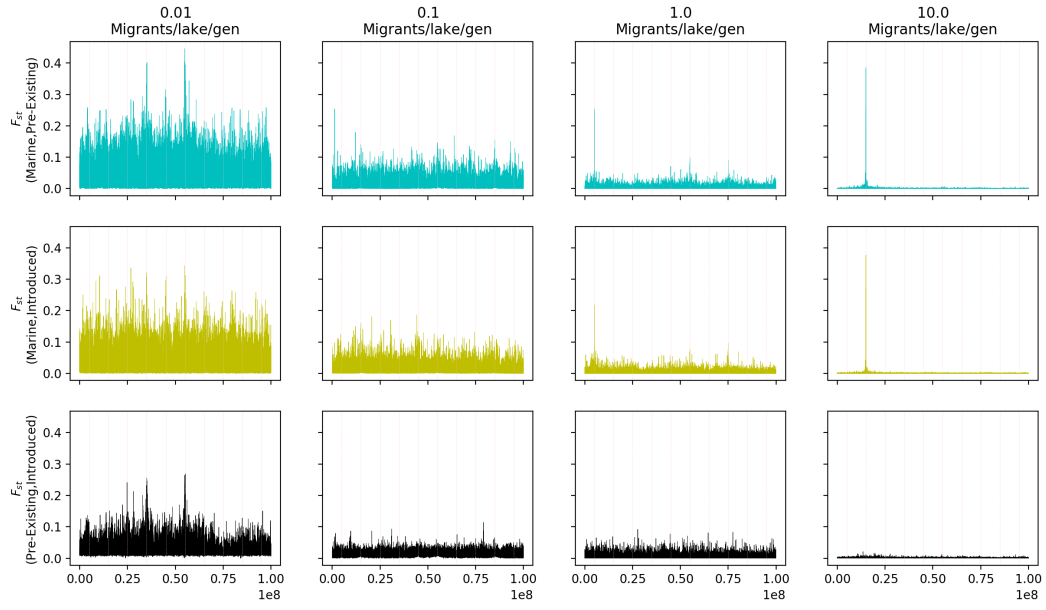 0.01
Migrants/lake/gen
0.1
Migrants/lake/gen
1.0
Migrants/lake/gen
10.0
Migrants/lake/gen
Fst
(Marine,Pre-Existing)
0.4
0.3
0.2
0.1
0.0
Fst
(Marine,Introduced)
0.4
0.3
0.2
0.1
0.0
Fst
(Pre-Existing,Introduced)
0.4
0.3
0.2
0.1
0.0
0.00 0.25 0.50 0.75 1.00
1e8
0.00 0.25 0.50 0.75 1.00
1e8
0.00 0.25 0.50 0.75 1.00
1e8
0.00 0.25 0.50 0.75 1.00
1e8